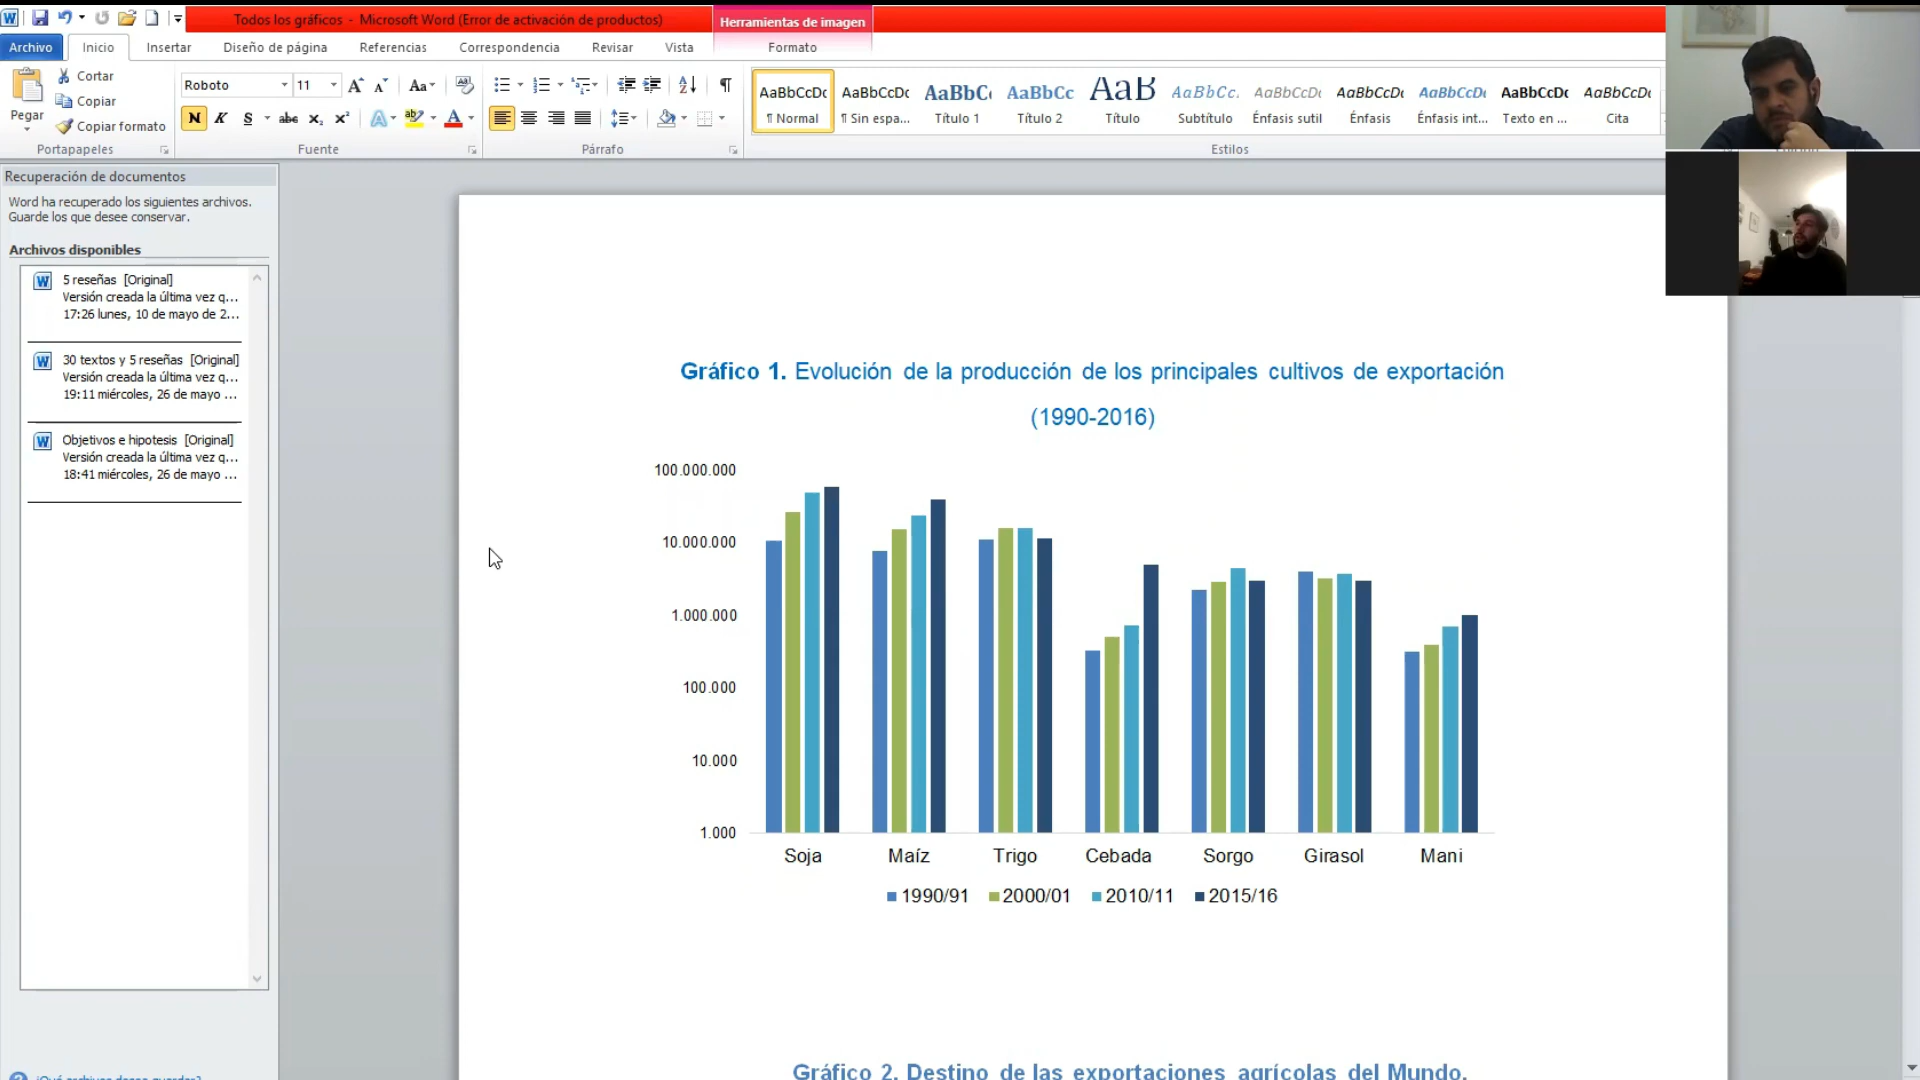 Todos los gráficos - Microsoft Word (Error de activación de productos)
Herramientas de imagen
Archivo
Inicio
Insertar
Diseño de página
Referencias
Correspondencia
Revisar
Vista
Formato
Pegar
Cortar
Copiar
Copiar formato
Portapapeles
Roboto
11
N K S abc x₂ x²
Fuente
Párrafo
AaBbCcDc
¶ Normal
AaBbCcDc
¶ Sin espa...
AaBbC
Título 1
AaBbCc
Título 2
AaB
Título
AaBbCc.
Subtítulo
AaBbCcDc
Énfasis sutil
AaBbCcDc
Énfasis
AaBbCcDc
Énfasis int...
AaBbCcDc
Texto en ...
AaBbCcDc
Cita
Estilos
Recuperación de documentos
Word ha recuperado los siguientes archivos.
Guarde los que desee conservar.
Archivos disponibles
5 reseñas [Original]
Versión creada la última vez q...
17:26 lunes, 10 de mayo de 2...
30 textos y 5 reseñas [Original]
Versión creada la última vez q...
19:11 miércoles, 26 de mayo ...
Objetivos e hipotesis [Original]
Versión creada la última vez q...
18:41 miércoles, 26 de mayo ...
Gráfico 1. Evolución de la producción de los principales cultivos de exportación
(1990-2016)
100.000.000
10.000.000
1.000.000
100.000
10.000
1.000
Soja Maíz Trigo Cebada Sorgo Girasol Mani
1990/91 2000/01 2010/11 2015/16
Gráfico 2. Destino de las exportaciones agrícolas del Mundo.